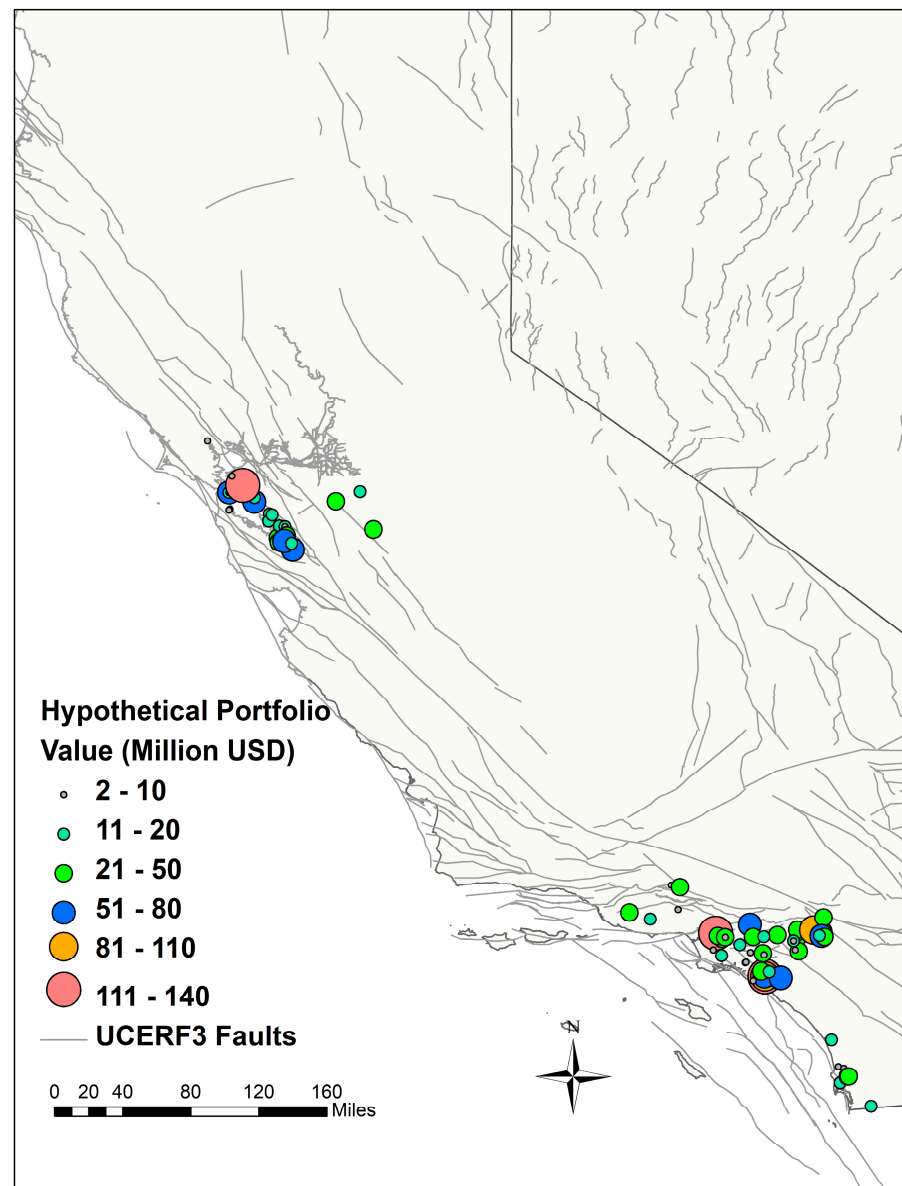 Hypothetical Portfolio
Value (Million USD)
2 - 10
11 - 20
21 - 50
51 - 80
81 - 110
111 - 140
UCERF3 Faults
0 20 40 80 120 160
Miles
N